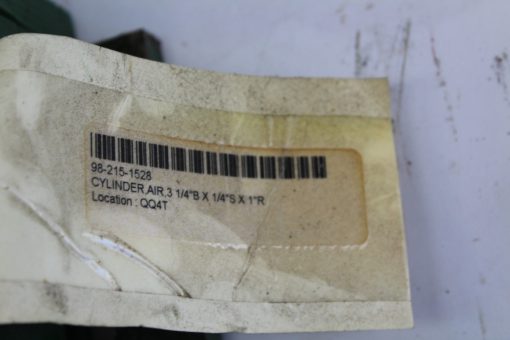 98-215-1528
CYLINDER,AIR,3 1/4"B X 1/4"S X 1"R
Location : QQ4T